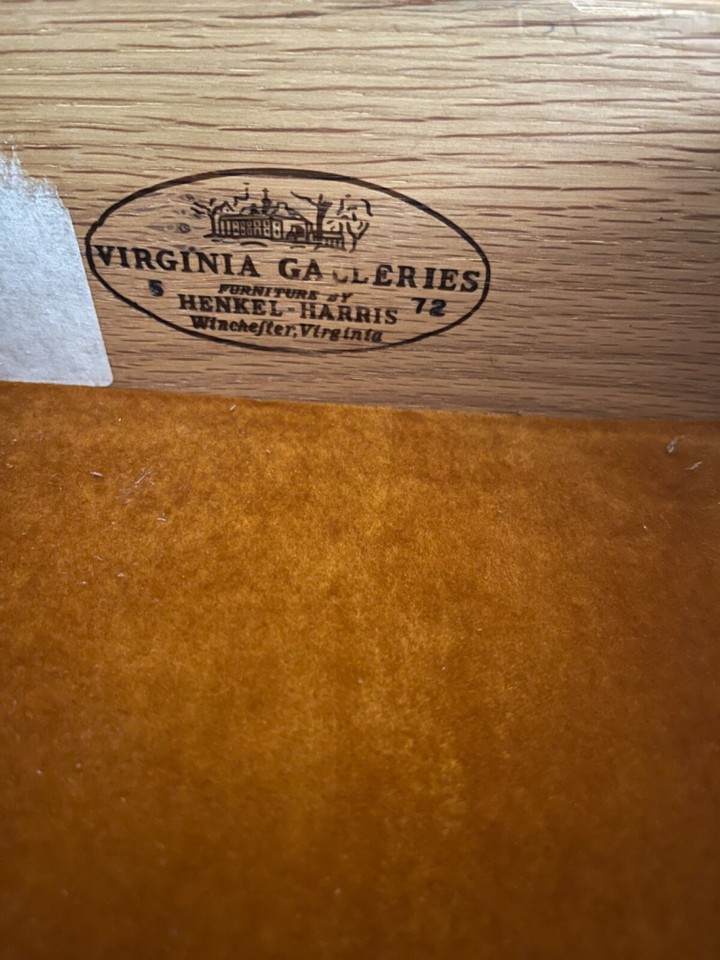 VIRGINIA GALLERIES
FURNITURE BY
5 HENKEL-HARRIS 72
Winchester, Virginia